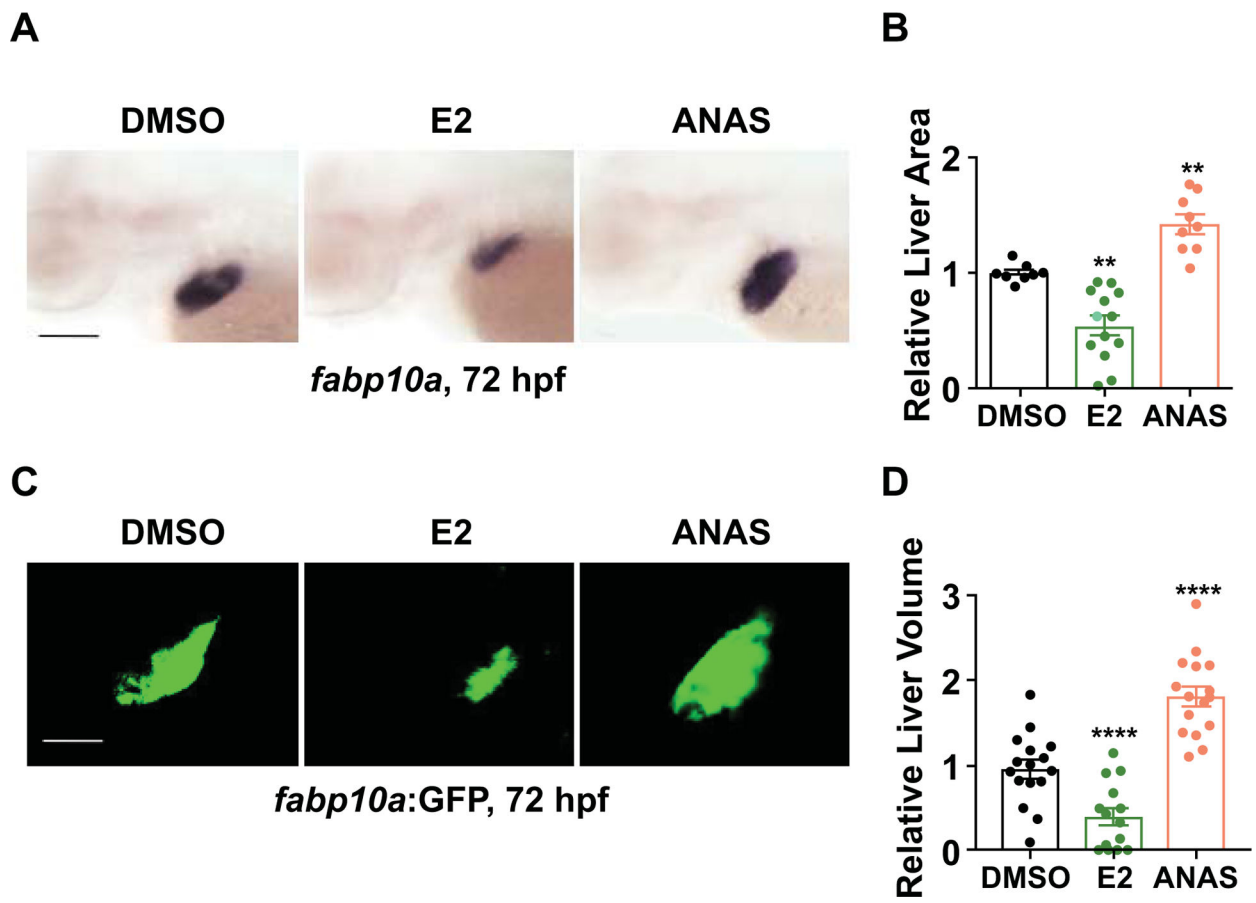 A
DMSO E2 ANAS
fabp10a, 72 hpf
B
Relative Liver Area
2
1
0
**
**
DMSO E2 ANAS
C
DMSO E2 ANAS
fabp10a:GFP, 72 hpf
D
Relative Liver Volume
3
2
1
0
****
****
DMSO E2 ANAS